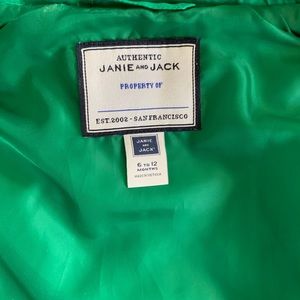 AUTHENTIC
JANIE AND JACK
PROPERTY OF
EST. 2002 - SAN FRANCISCO
JANIE
AND
JACK
6 TO 12
MONTHS